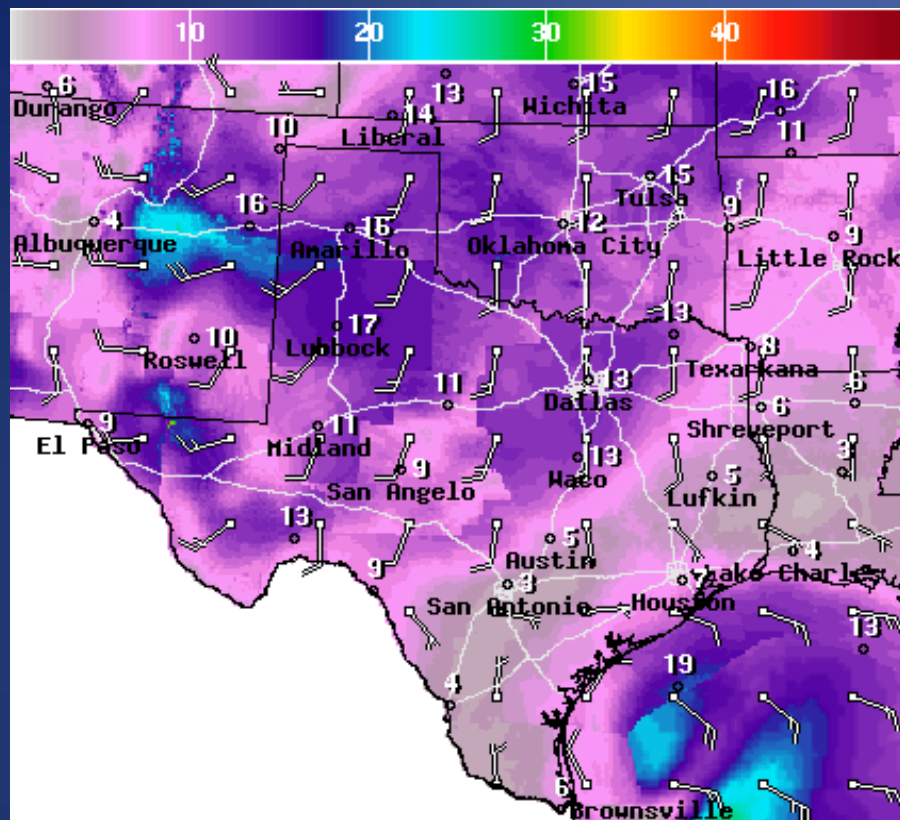 10 20 30 40
6 13 15 16
Durango Wichita
14
Liberal
10 11
15
Tulsa
4 16 16 12 9
Albuquerque Amarillo Oklahoma City 9
Little Rock
10 17 13
Roswell Lubbock 8
Texarkana
13
Dallas
11 6 6
9 11 Shreveport
El Paso Midland 13 3
9 Waco 5
San Angelo Lufkin
13 5 4
Austin
9 3 7 Lake Charles
San Antonio Houston
13
19
4
6
Brownsville